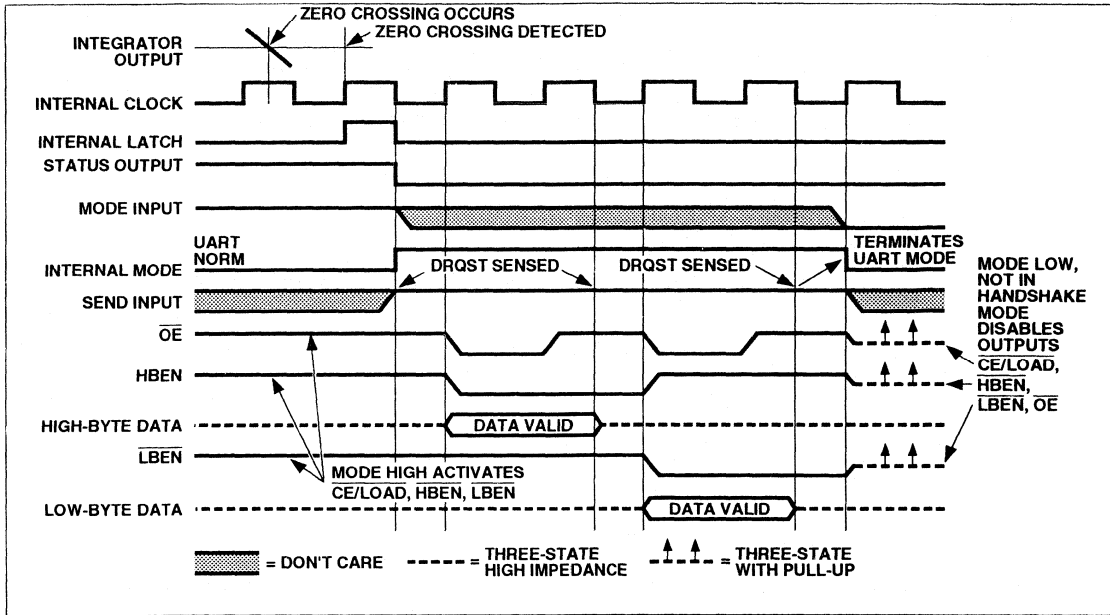 ZERO CROSSING OCCURS
ZERO CROSSING DETECTED
INTEGRATOR
OUTPUT
INTERNAL CLOCK
INTERNAL LATCH
STATUS OUTPUT
MODE INPUT
UART
NORM
TERMINATES
UART MODE
INTERNAL MODE
DRQST SENSED
DRQST SENSED
SEND INPUT
MODE LOW,
NOT IN
HANDSHAKE
MODE
DISABLES
OUTPUTS
CE/LOAD,
HBEN,
LBEN, OE
OE
HBEN
HIGH-BYTE DATA
DATA VALID
LBEN
MODE HIGH ACTIVATES
CE/LOAD, HBEN, LBEN
LOW-BYTE DATA
DATA VALID
= DON'T CARE
= THREE-STATE
HIGH IMPEDANCE
= THREE-STATE
WITH PULL-UP